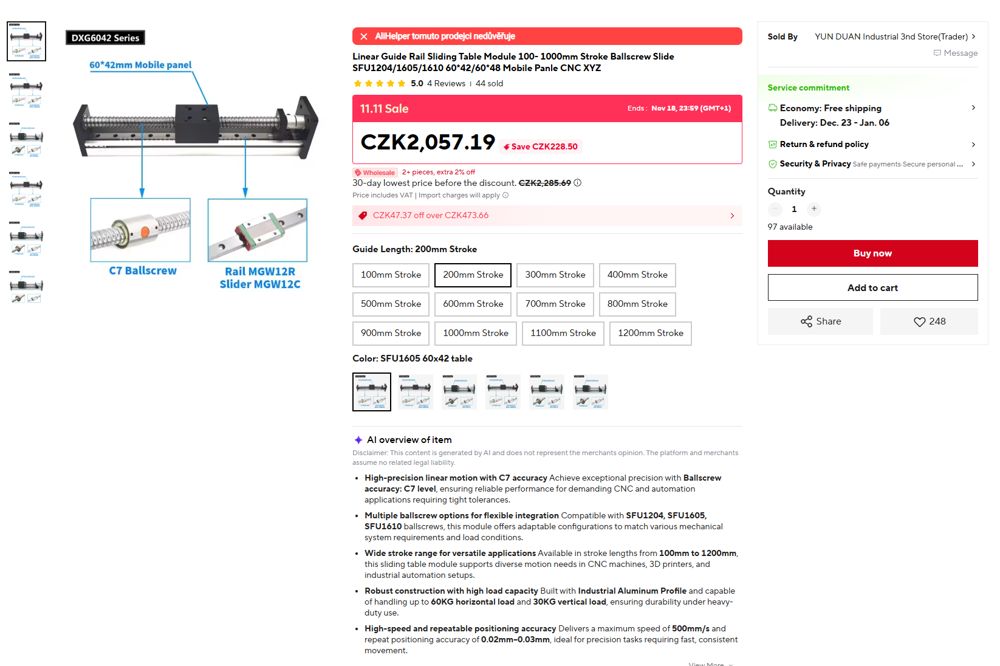 DXG6042 Series
60*42mm Mobile panel
C7 Ballscrew
Rail MGW12R
Slider MGW12C
AliHelper tomuto prodejci nedůvěřuje
Linear Guide Rail Sliding Table Module 100- 1000mm Stroke Ballscrew Slide
SFU1204/1605/1610 60*42/60*48 Mobile Panle CNC XYZ
5.0 4 Reviews | 44 sold
11.11 Sale
Ends: Nov 18, 23:59 (GMT+1)
CZK2,057.19 Save CZK228.50
Wholesale 2+ pieces, extra 2% off
30-day lowest price before the discount. CZK2,285.69
Price includes VAT | Import charges will apply
CZK47.37 off over CZK473.66
Guide Length: 200mm Stroke
100mm Stroke 200mm Stroke 300mm Stroke 400mm Stroke
500mm Stroke 600mm Stroke 700mm Stroke 800mm Stroke
900mm Stroke 1000mm Stroke 1100mm Stroke 1200mm Stroke
Color: SFU1605 60x42 table
AI overview of item
Disclaimer: This content is generated by AI and does not represent the merchants opinion. The platform and merchants
assume no related legal liability.
• High-precision linear motion with C7 accuracy Achieve exceptional precision with Ballscrew
accuracy: C7 level, ensuring reliable performance for demanding CNC and automation
applications requiring tight tolerances.
• Multiple ballscrew options for flexible integration Compatible with SFU1204, SFU1605,
SFU1610 ballscrews, this module offers adaptable configurations to match various mechanical
system requirements and load conditions.
• Wide stroke range for versatile applications Available in stroke lengths from 100mm to 1200mm,
this sliding table module supports diverse motion needs in CNC machines, 3D printers, and
industrial automation setups.
• Robust construction with high load capacity Built with Industrial Aluminum Profile and capable
of handling up to 60KG horizontal load and 30KG vertical load, ensuring durability under heavy-
duty use.
• High-speed and repeatable positioning accuracy Delivers a maximum speed of 500mm/s and
repeat positioning accuracy of 0.02mm-0.03mm, ideal for precision tasks requiring fast, consistent
movement.
View More
Sold By YUN DUAN Industrial 3nd Store(Trader)
Message
Service commitment
Economy: Free shipping
Delivery: Dec. 23 - Jan. 06
Return & refund policy
Security & Privacy Safe payments·Secure personal ...
Quantity
1
97 available
Buy now
Add to cart
Share 248